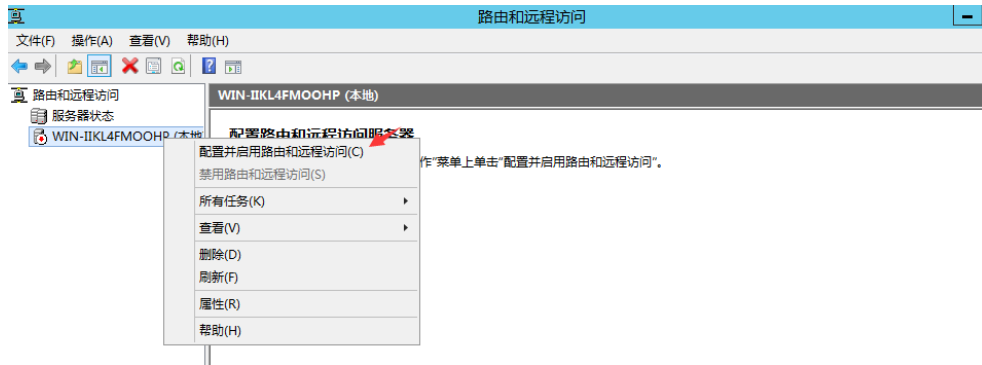 路由和远程访问
文件(F) 操作(A) 查看(V) 帮助(H)
路由和远程访问
服务器状态
WIN-IIKL4FMOOHP (本地
WIN-IIKL4FMOOHP (本地)
配置路由和远程访问服务器
作"菜单上单击"配置并启用路由和远程访问"。
配置并启用路由和远程访问(C)
禁用路由和远程访问(S)
所有任务(K)
查看(V)
删除(D)
刷新(F)
属性(R)
帮助(H)